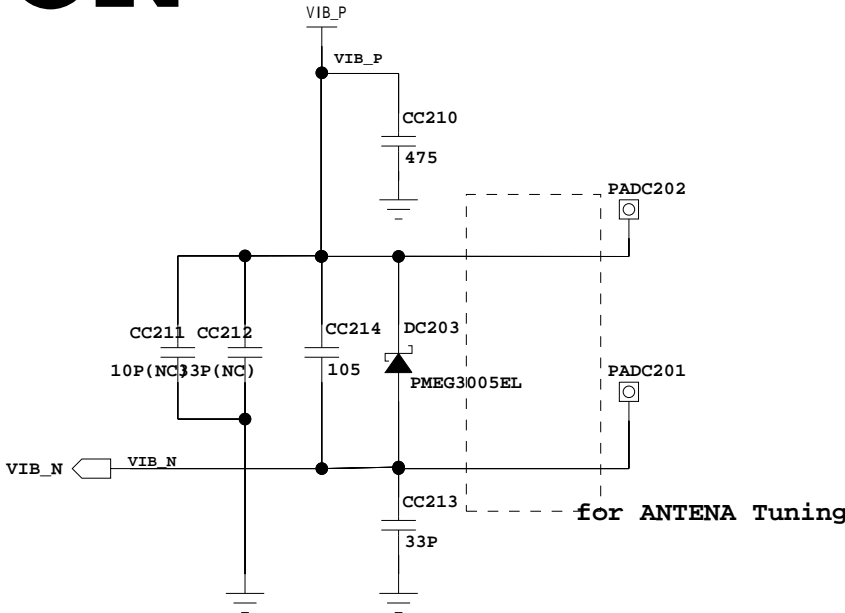 VIB_P
VIB_P
CC210
475
PADC202
CC211 CC212
CC214
DC203
10P(NC)
33P(NC)
105
PMEG3005EL
PADC201
VIB_N
VIB_N
CC213
33P
for ANTENA Tuning